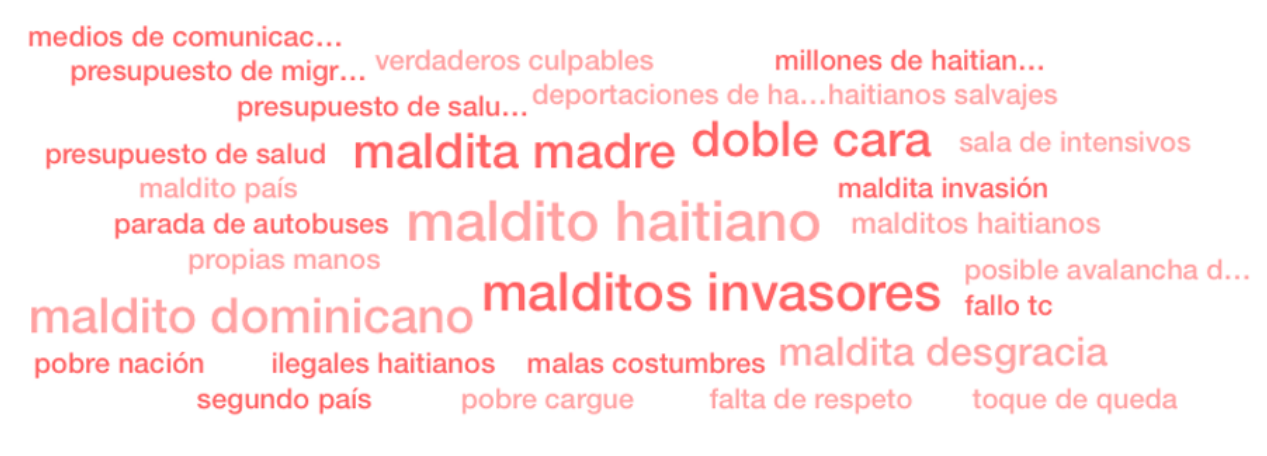 medios de comunicac...
presupuesto de migr... verdaderos culpables millones de haitian...
presupuesto de salu... deportaciones de ha... haitianos salvajes
presupuesto de salud maldita madre doble cara sala de intensivos
maldito país maldita invasión
parada de autobuses maldito haitiano malditos haitianos
propias manos posible avalancha d...
maldito dominicano malditos invasores fallo tc
pobre nación ilegales haitianos malas costumbres maldita desgracia
segundo país pobre cargue falta de respeto toque de queda